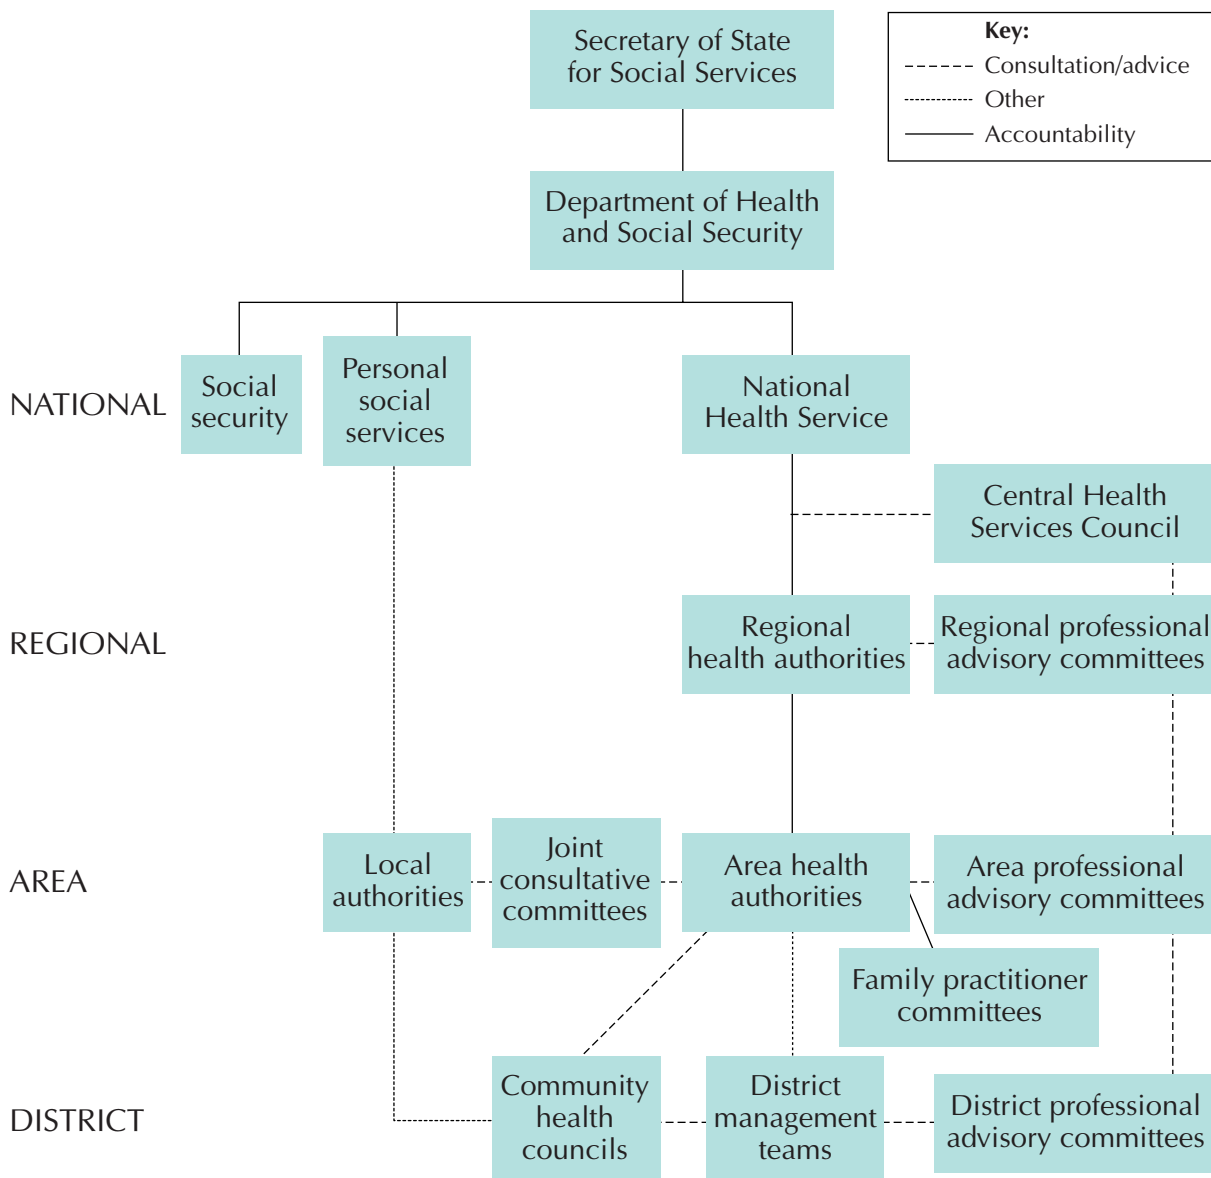 Secretary of State
for Social Services
Key:
Consultation/advice
Other
Accountability
Department of Health
and Social Security
NATIONAL
Social
security
Personal
social
services
National
Health Service
Central Health
Services Council
REGIONAL
Regional
health authorities
Regional professional
advisory committees
AREA
Local
authorities
Joint
consultative
committees
Area health
authorities
Area professional
advisory committees
Family practitioner
committees
DISTRICT
Community
health
councils
District
management
teams
District professional
advisory committees